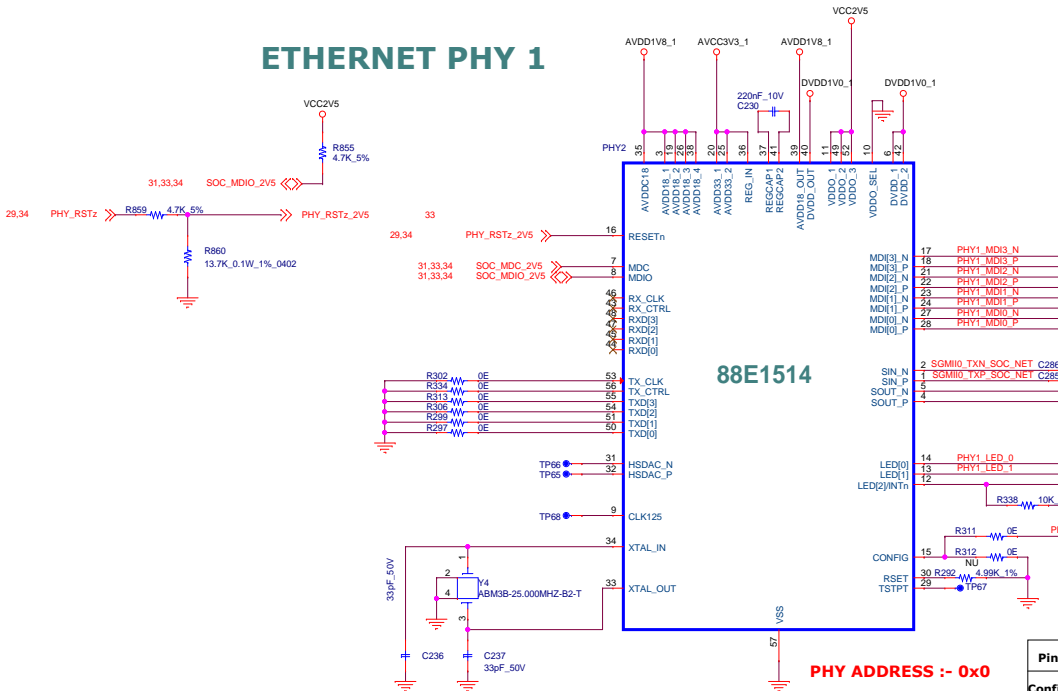 ETHERNET PHY 1
VCC2V5
R855
4.7K_5%
31,33,34 SOC_MDIO_2V5
29,34 PHY_RSTz
R859 4.7K_5%
PHY_RSTz_2V5 33
R860
13.7K_0.1W_1%_0402
AVDD1V8_1
AVCC3V3_1
AVDD1V8_1
VCC2V5
DVDD1V0_1
DVDD1V0_1
220nF_10V
C230
PHY2
35 3 19 26 38 20 25 36 37 41 39 40 11 49 52 10 6 42
AVDDC18
AVDD18_1
AVDD18_2
AVDD18_3
AVDD18_4
AVDD33_1
AVDD33_2
REG_IN
REGCAP1
REGCAP2
AVDD18_OUT
DVDD_OUT
VDDO_1
VDDO_2
VDDO_3
VDDO_SEL
DVDD_1
DVDD_2
29,34 PHY_RSTz_2V5 16 RESETn
31,33,34 SOC_MDC_2V5 7 MDC
31,33,34 SOC_MDIO_2V5 8 MDIO
46 RX_CLK
43 RX_CTRL
48 RXD[3]
47 RXD[2]
45 RXD[1]
44 RXD[0]
R302 0E 53 TX_CLK
R334 0E 56 TX_CTRL
R313 0E 55 TXD[3]
R306 0E 54 TXD[2]
R299 0E 51 TXD[1]
R297 0E 50 TXD[0]
TP66 31 HSDAC_N
TP65 32 HSDAC_P
TP68 9 CLK125
34 XTAL_IN
33 XTAL_OUT
88E1514
MDI[3]_N 17 PHY1_MDI3_N
MDI[3]_P 18 PHY1_MDI3_P
MDI[2]_N 21 PHY1_MDI2_N
MDI[2]_P 22 PHY1_MDI2_P
MDI[1]_N 23 PHY1_MDI1_N
MDI[1]_P 24 PHY1_MDI1_P
MDI[0]_N 27 PHY1_MDI0_N
MDI[0]_P 28 PHY1_MDI0_P
SIN_N 2 SGMII0_TXN_SOC_NET C286
SIN_P 1 SGMII0_TXP_SOC_NET C285
SOUT_N 5
SOUT_P 4
LED[0] 14 PHY1_LED_0
LED[1] 13 PHY1_LED_1
LED[2]/INTn 12
R338 10K_
R311 0E
CONFIG 15 R312 0E
NU
RSET 30 R292 4.99K_1%
TSTPT 29 TP67
VSS
57
33pF_50V
C236
1
2
4
3
Y4
ABM3B-25.000MHZ-B2-T
C237
33pF_50V
PHY ADDRESS :- 0x0
Pin